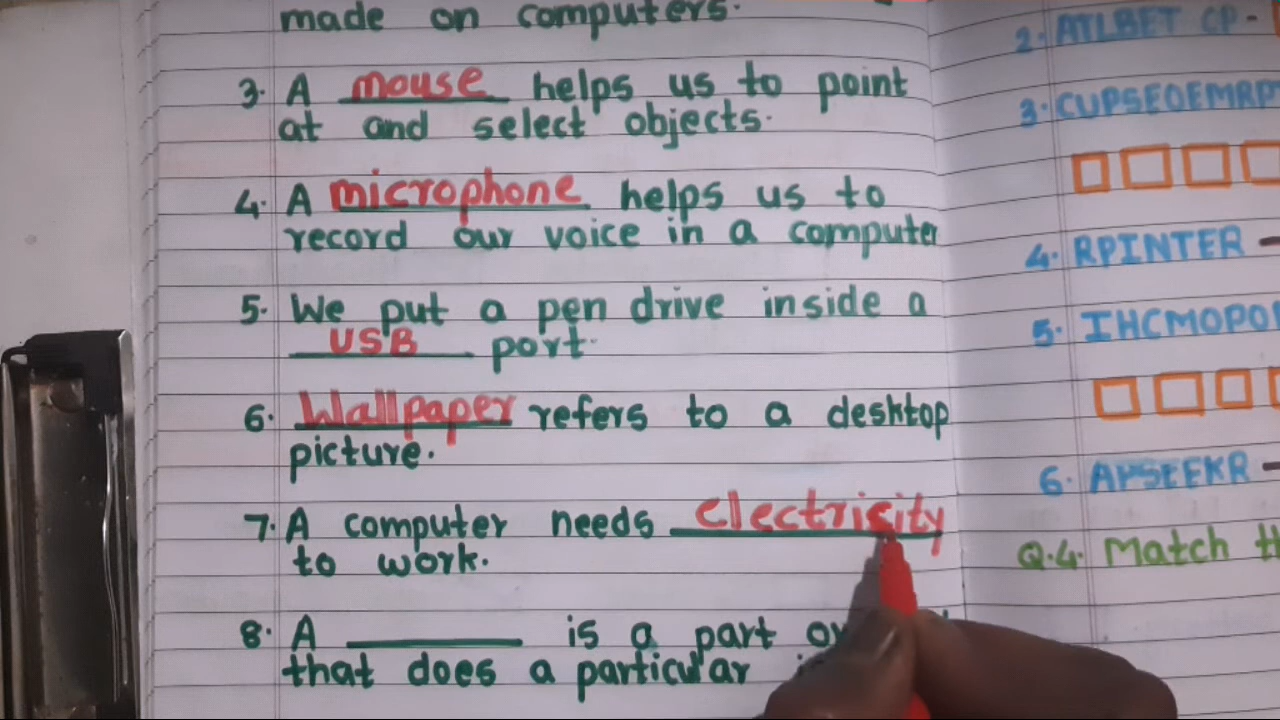 made on computers.
3. A mouse helps us to point
at and select objects.
4. A microphone helps us to
record our voice in a computer
5. We put a pen drive inside a
USB port.
6. Wallpaper refers to a desktop
picture.
7. A computer needs electricity
to work.
8. A ________ is a part
that does a particular
2. ATLBET CP -
3. CUPSEOEMRP
4. RPINTER -
5. IHCMOPO
6. APSEEKR -
Q.4. Match